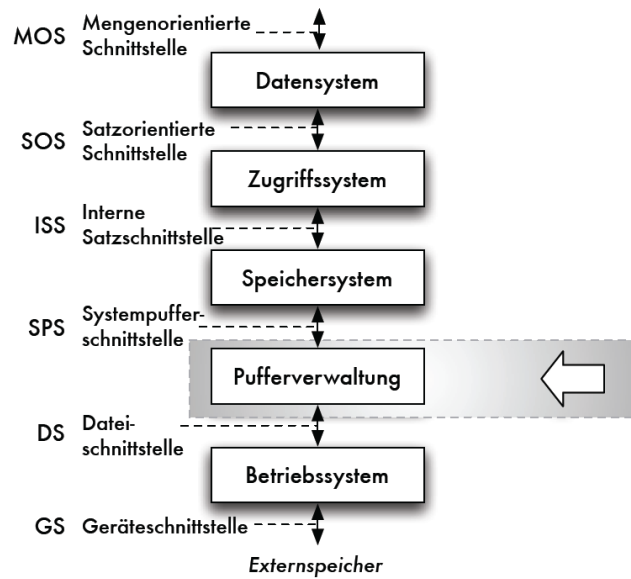 MOS Mengenorientierte
Schnittstelle
Datensystem
SOS Satzorientierte
Schnittstelle
Zugriffssystem
ISS Interne
Satzschnittstelle
Speichersystem
SPS Systempuffer-
schnittstelle
Pufferverwaltung
DS Datei-
schnittstelle
Betriebssystem
GS Geräteschnittstelle
Externspeicher